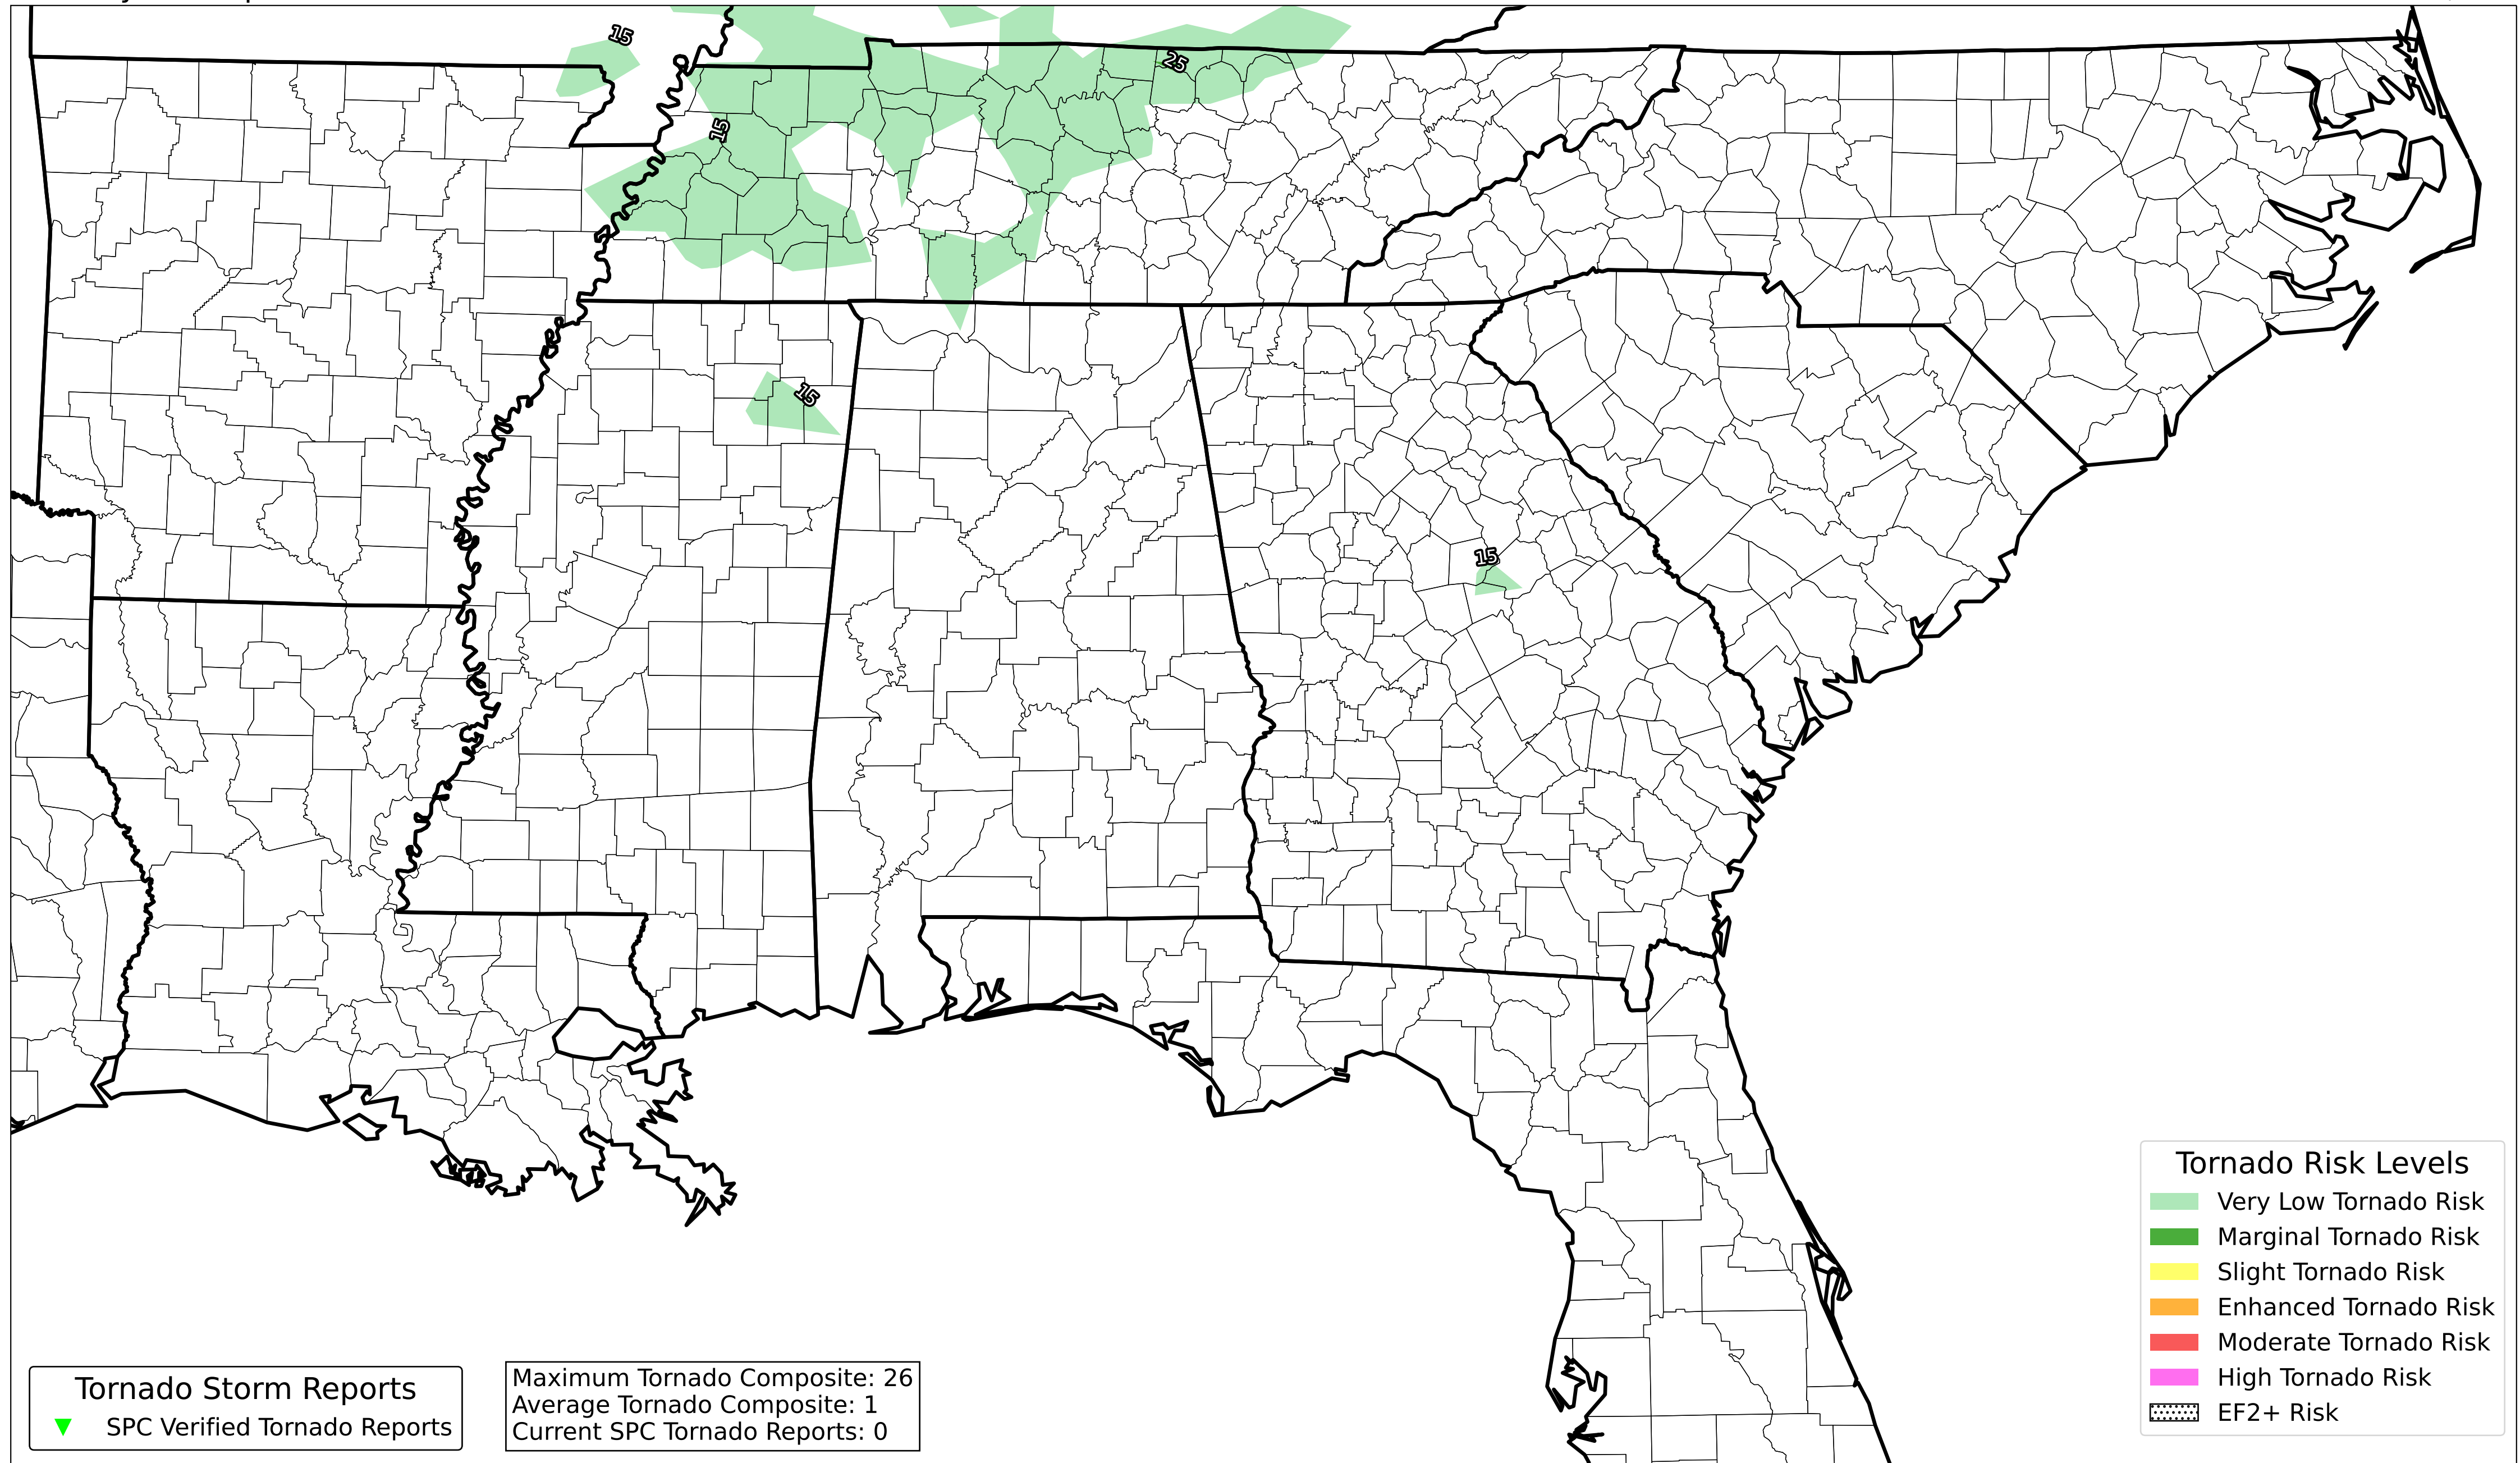 15
25
15
15
15
Tornado Risk Levels
Very Low Tornado Risk
Marginal Tornado Risk
Slight Tornado Risk
Enhanced Tornado Risk
Moderate Tornado Risk
High Tornado Risk
EF2+ Risk
Tornado Storm Reports
SPC Verified Tornado Reports
Maximum Tornado Composite: 26
Average Tornado Composite: 1
Current SPC Tornado Reports: 0